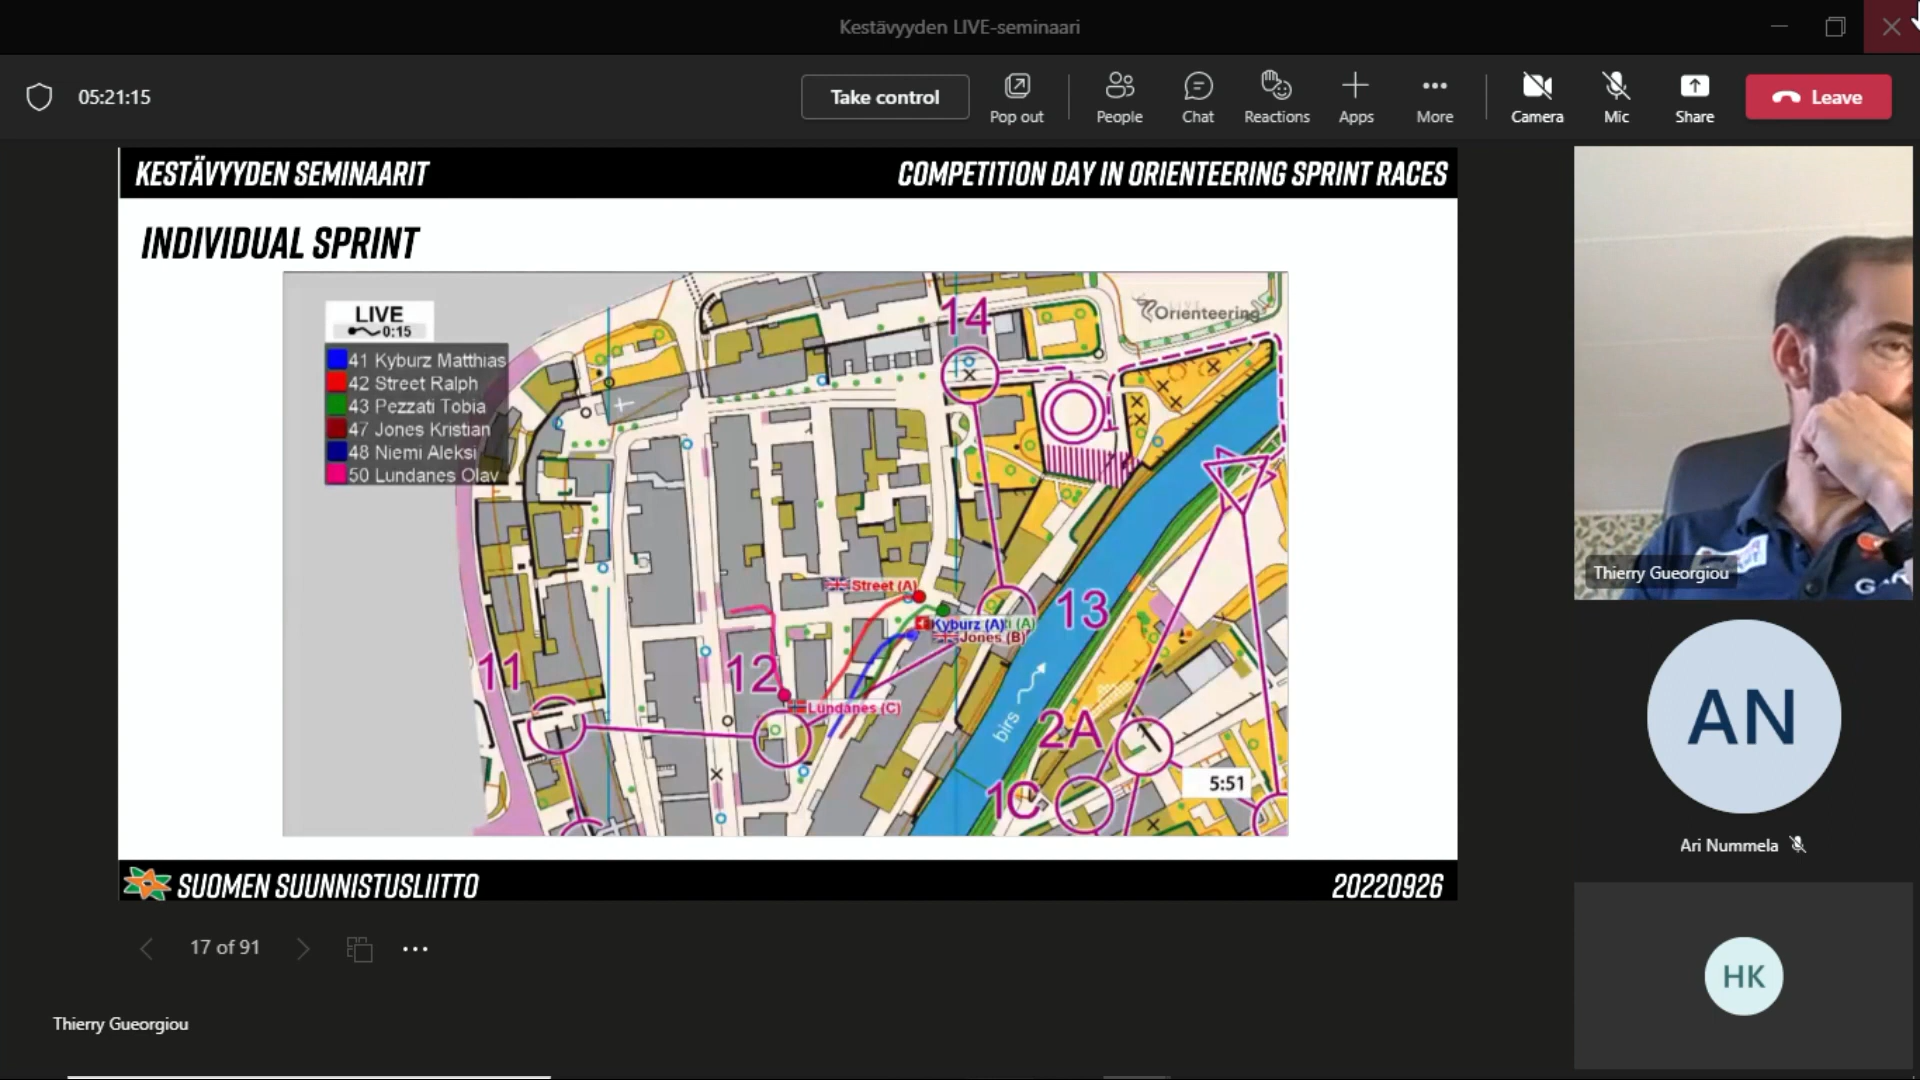 Kestävyyden LIVE-seminaari
05:21:15
Take control
Pop out
People
Chat
Reactions
Apps
More
Camera
Mic
Share
Leave
KESTÄVYYDEN SEMINAARIT
COMPETITION DAY IN ORIENTEERING SPRINT RACES
INDIVIDUAL SPRINT
LIVE
0:15
41 Kyburz Matthias
42 Street Ralph
43 Pezzati Tobia
47 Jones Kristian
48 Niemi Aleksi
50 Lundanes Olav
LIVE
Orienteering
14
Street (A)
Kyburz (A)
(A)
Jones (B)
13
11
12
Lundanes (C)
birs
2A
1C
5:51
SUOMEN SUUNNISTUSLIITTO
20220926
17 of 91
Thierry Gueorgiou
Thierry Gueorgiou
AN
Ari Nummela
HK